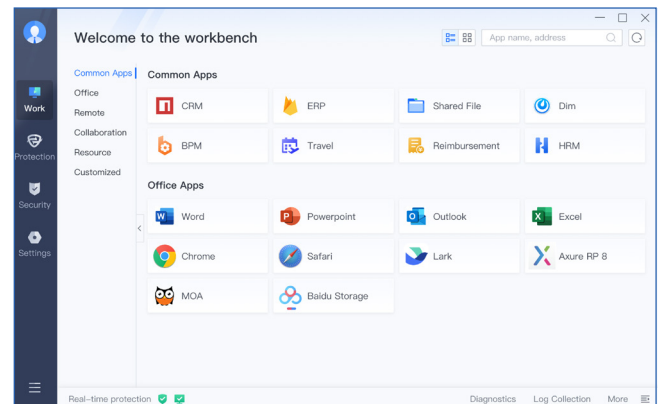 Welcome to the workbench
App name, address
Work
Protection
Security
Settings
Common Apps
Office
Remote
Collaboration
Resource
Customized
Common Apps
CRM
ERP
Shared File
Dim
BPM
Travel
Reimbursement
HRM
Office Apps
Word
Powerpoint
Outlook
Excel
Chrome
Safari
Lark
Axure RP 8
MOA
Baidu Storage
Real-time protection
Diagnostics
Log Collection
More